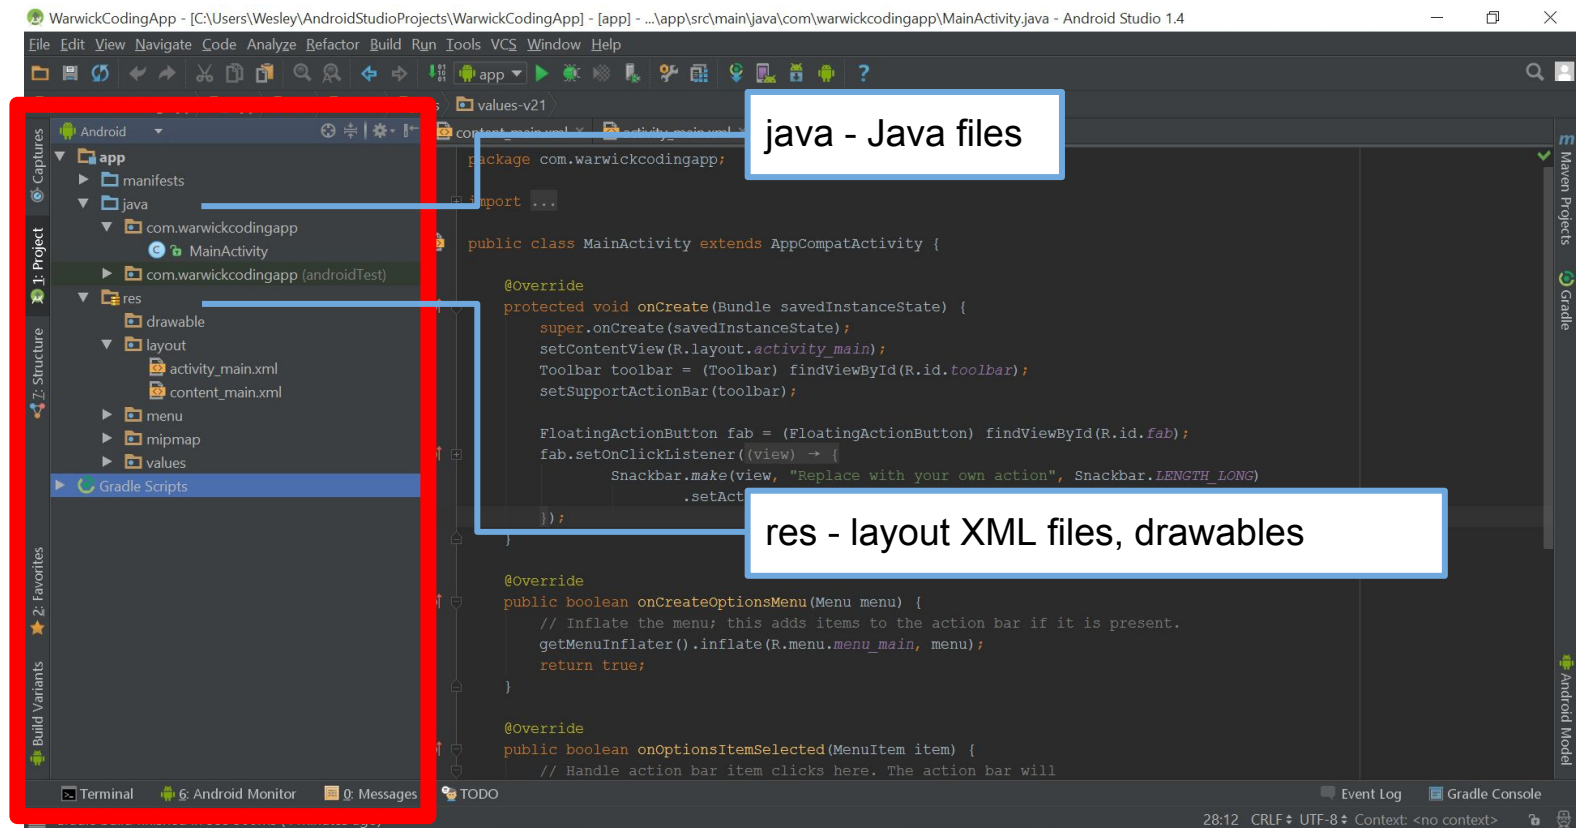 WarwickCodingApp - [C:\Users\Wesley\AndroidStudioProjects\WarwickCodingApp] - [app] - ...\app\src\main\java\com\warwickcodingapp\MainActivity.java - Android Studio 1.4
File Edit View Navigate Code Analyze Refactor Build Run Tools VCS Window Help
app
values-v21
Android
content_main.xml activity_main.xml
java - Java files
app
manifests
java
com.warwickcodingapp
MainActivity
com.warwickcodingapp (androidTest)
res
drawable
layout
activity_main.xml
content_main.xml
menu
mipmap
values
Gradle Scripts
Captures
1: Project
7: Structure
2: Favorites
Build Variants
package com.warwickcodingapp;
import ...
public class MainActivity extends AppCompatActivity {
@Override
protected void onCreate(Bundle savedInstanceState) {
super.onCreate(savedInstanceState);
setContentView(R.layout.activity_main);
Toolbar toolbar = (Toolbar) findViewById(R.id.toolbar);
setSupportActionBar(toolbar);
FloatingActionButton fab = (FloatingActionButton) findViewById(R.id.fab);
fab.setOnClickListener((view) → {
Snackbar.make(view, "Replace with your own action", Snackbar.LENGTH_LONG)
.setAct
});
}
res - layout XML files, drawables
@Override
public boolean onCreateOptionsMenu(Menu menu) {
// Inflate the menu; this adds items to the action bar if it is present.
getMenuInflater().inflate(R.menu.menu_main, menu);
return true;
}
@Override
public boolean onOptionsItemSelected(MenuItem item) {
// Handle action bar item clicks here. The action bar will
Maven Projects
Gradle
Android Model
Terminal 6: Android Monitor 0: Messages TODO Event Log Gradle Console
28:12 CRLF UTF-8 Context: <no context>